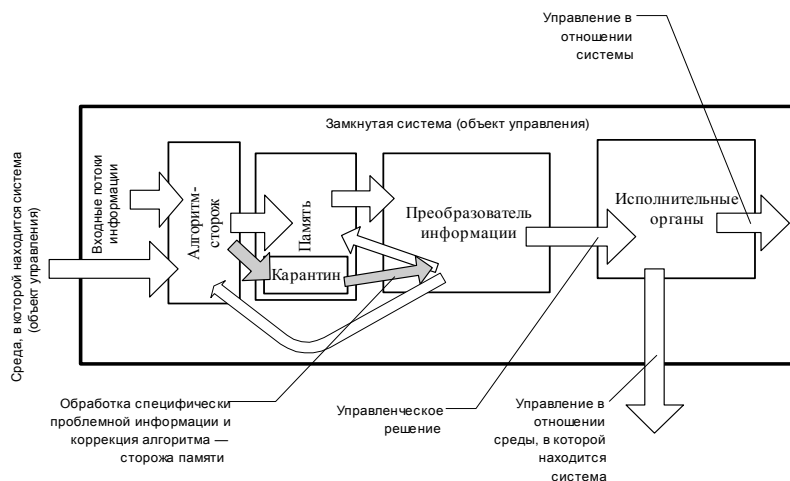 Управление в
отношении
системы
Замкнутая система (объект управления)
Среда, в которой находится система
(объект управления)
Входные потоки
информации
Алгоритм-
сторож
Память
Карантин
Преобразователь
информации
Исполнительные
органы
Обработка специфически
проблемной информации и
коррекция алгоритма —
сторожа памяти
Управленческое
решение
Управление в
отношении
среды, в которой
находится
система